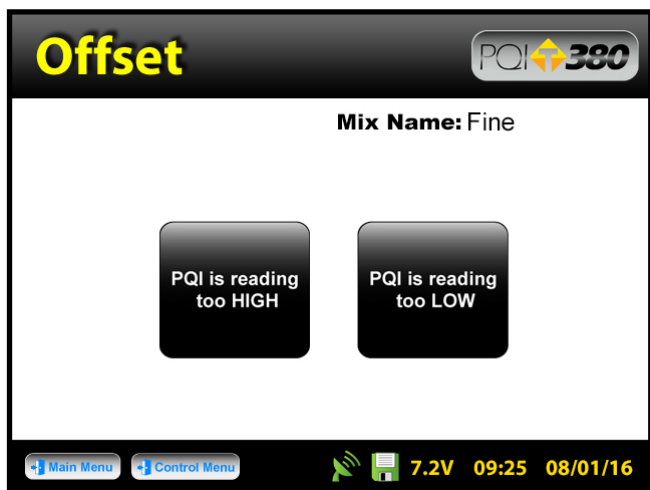 Offset
PQI T 380
Mix Name: Fine
PQI is reading
too HIGH
PQI is reading
too LOW
Main Menu
Control Menu
7.2V 09:25 08/01/16